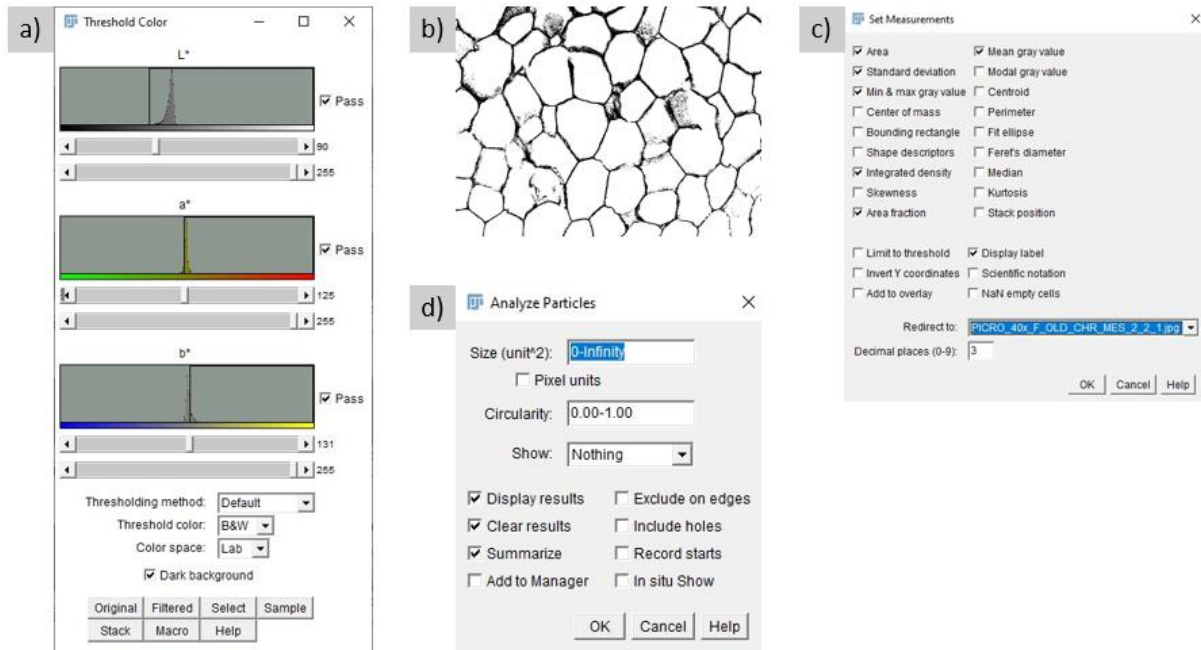 a)
Threshold Color
L*
Pass
90
255
a*
Pass
125
255
b*
Pass
131
255
Thresholding method: Default
Threshold color: B&W
Color space: Lab
Dark background
Original Filtered Select Sample
Stack Macro Help
b)
d)
Analyze Particles
Size (unit^2): 0-Infinity
Pixel units
Circularity: 0.00-1.00
Show: Nothing
Display results Exclude on edges
Clear results Include holes
Summarize Record starts
Add to Manager In situ Show
OK Cancel Help
c)
Set Measurements
Area Mean gray value
Standard deviation Modal gray value
Min & max gray value Centroid
Center of mass Perimeter
Bounding rectangle Fit ellipse
Shape descriptors Feret's diameter
Integrated density Median
Skewness Kurtosis
Area fraction Stack position
Limit to threshold Display label
Invert Y coordinates Scientific notation
Add to overlay NaN empty cells
Redirect to: PICRO_40x_F_OLD_CHR_MES_2_2_1.jpg
Decimal places (0-9): 3
OK Cancel Help